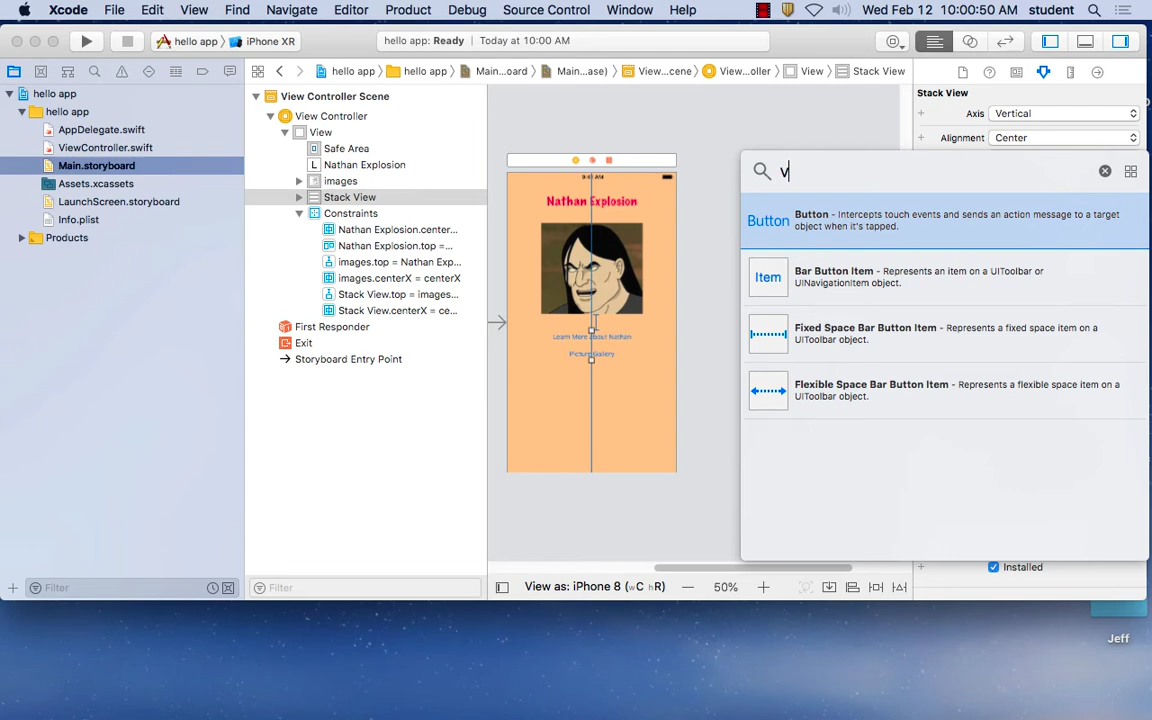 Xcode File Edit View Find Navigate Editor Product Debug Source Control Window Help Wed Feb 12 10:00:50 AM student
hello app iPhone XR hello app: Ready Today at 10:00 AM
hello app hello app Main...oard Main...ase) View...cene View...oller View Stack View
hello app
hello app
AppDelegate.swift
ViewController.swift
Main.storyboard
Assets.xcassets
LaunchScreen.storyboard
Info.plist
Products
View Controller Scene
View Controller
View
Safe Area
L Nathan Explosion
images
Stack View
Constraints
Nathan Explosion.center...
Nathan Explosion.top =...
images.top = Nathan Exp...
images.centerX = centerX
Stack View.top = images...
Stack View.centerX = ce...
First Responder
Exit
Storyboard Entry Point
Nathan Explosion
Learn More About Nathan
Picture Gallery
Stack View
Axis Vertical
Alignment Center
V
Button Button - Intercepts touch events and sends an action message to a target
object when it's tapped.
Item Bar Button Item - Represents an item on a UIToolbar or
UINavigationItem object.
Fixed Space Bar Button Item - Represents a fixed space item on a
UIToolbar object.
Flexible Space Bar Button Item - Represents a flexible space item on a
UIToolbar object.
Installed
Filter
Filter
View as: iPhone 8 (wC hR) 50%
Jeff